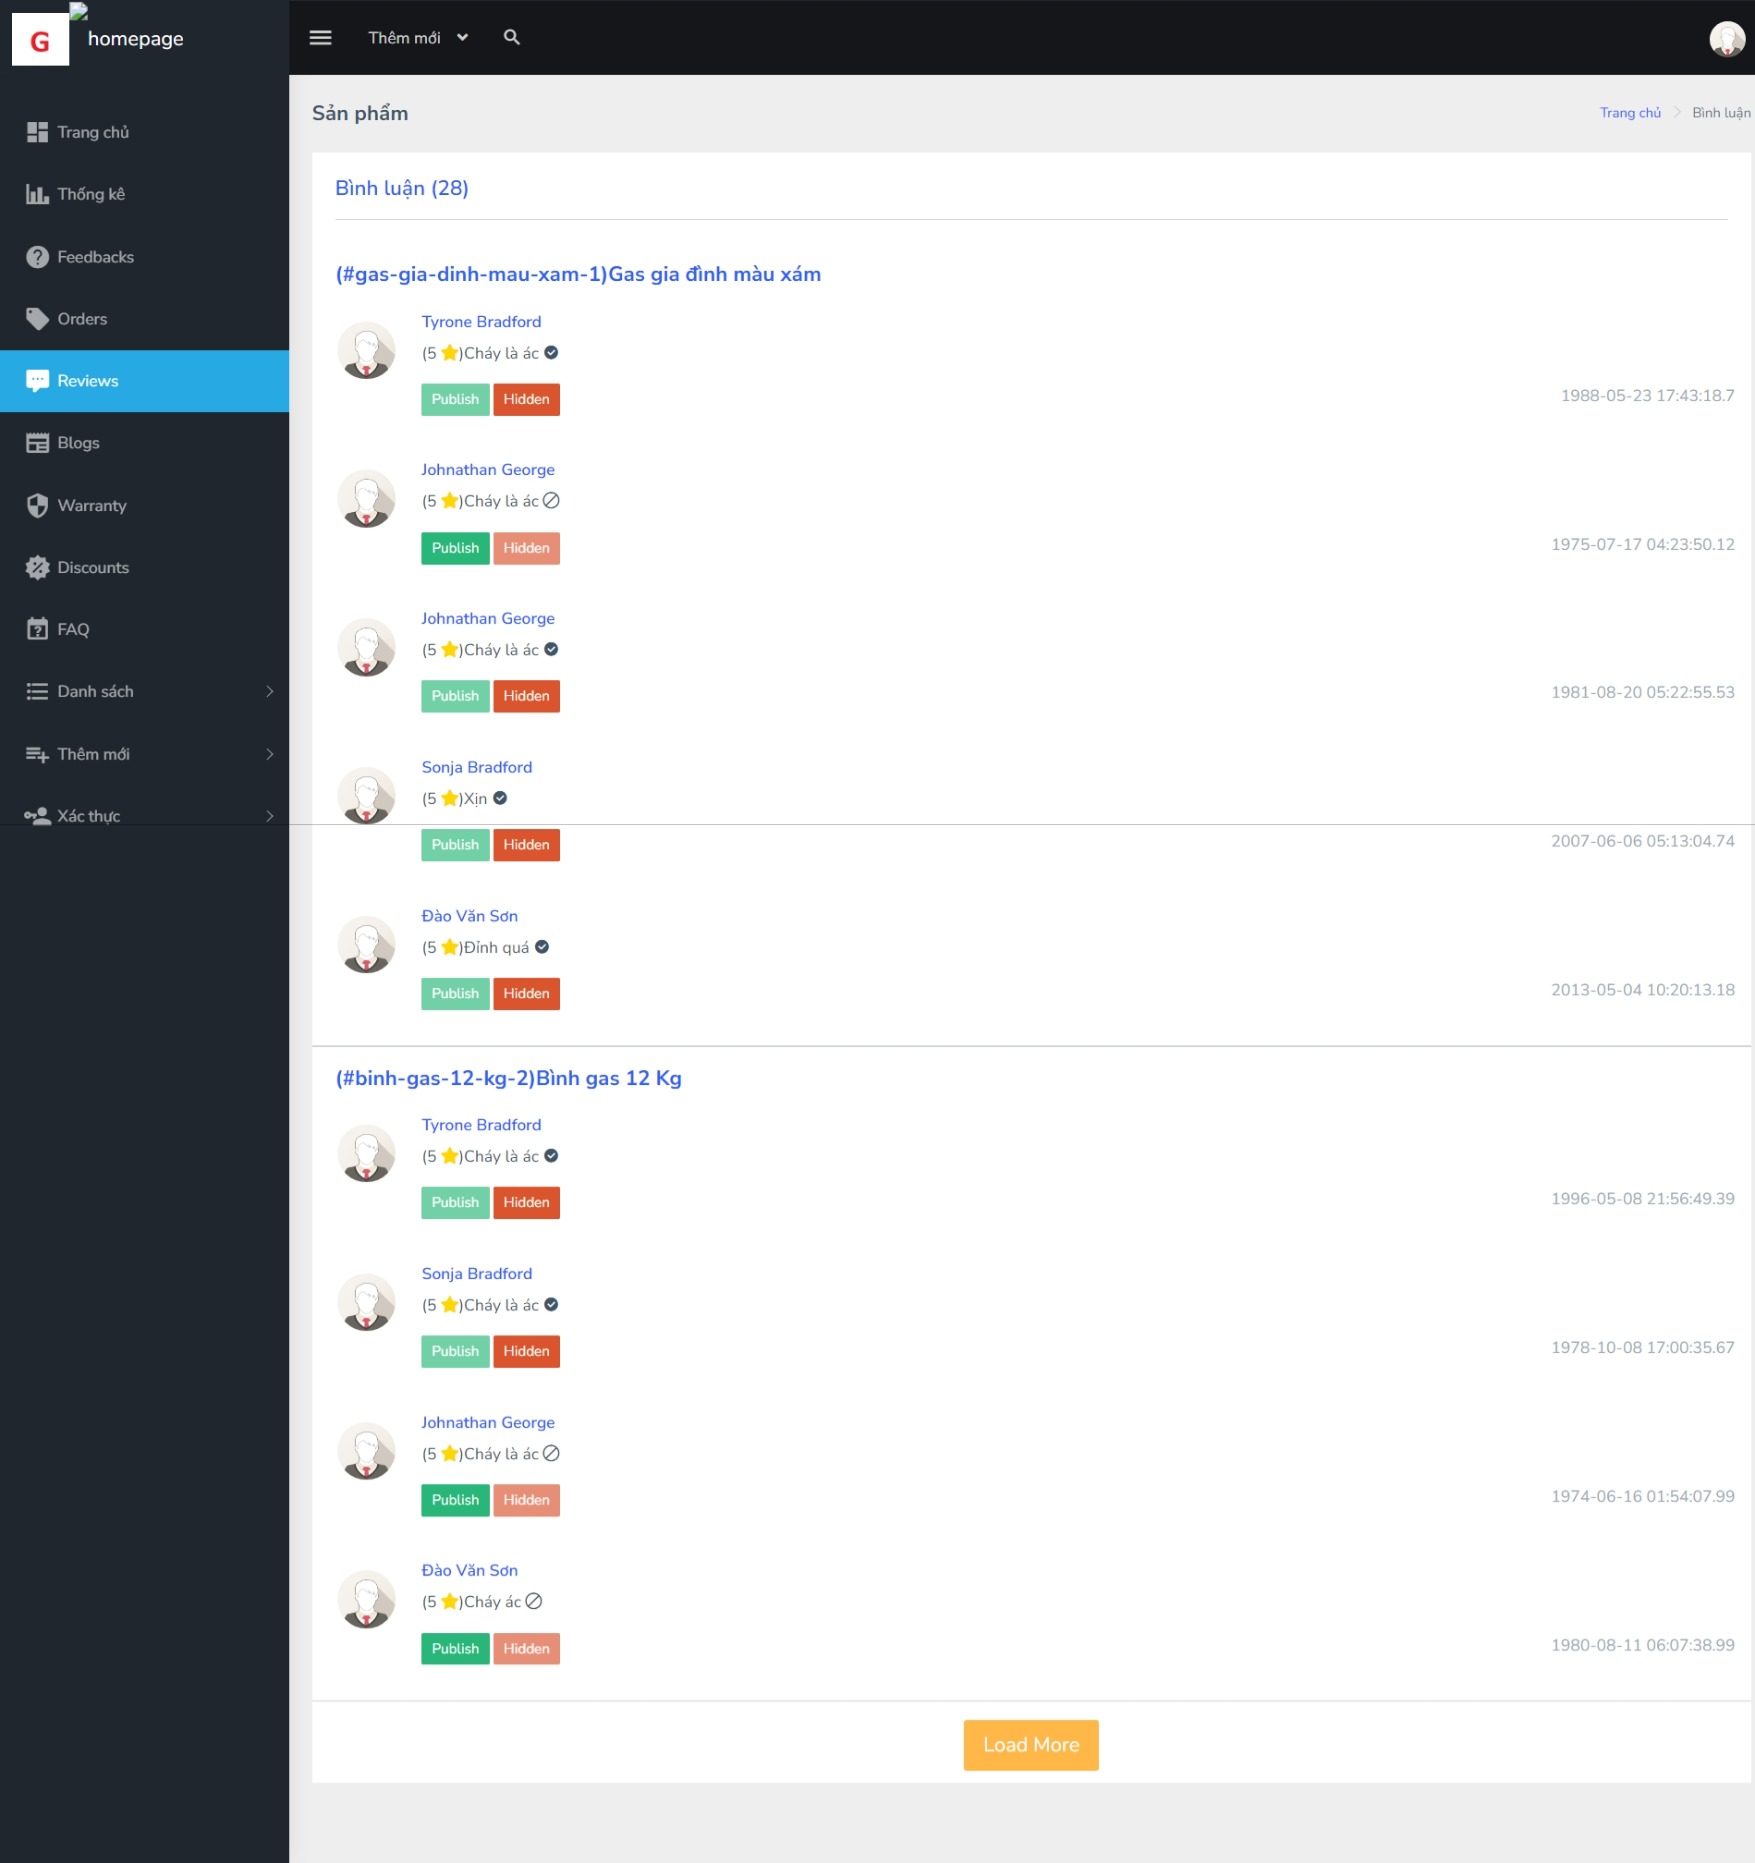 G homepage
Thêm mới
Trang chủ
Thống kê
Feedbacks
Orders
Reviews
Blogs
Warranty
Discounts
FAQ
Danh sách
Thêm mới
Xác thực
Sản phẩm
Trang chủ > Bình luận
Bình luận (28)
(#gas-gia-dinh-mau-xam-1)Gas gia đình màu xám
Tyrone Bradford
(5 ⭐)Cháy là ác
Publish Hidden
1988-05-23 17:43:18.7
Johnathan George
(5 ⭐)Cháy là ác
Publish Hidden
1975-07-17 04:23:50.12
Johnathan George
(5 ⭐)Cháy là ác
Publish Hidden
1981-08-20 05:22:55.53
Sonja Bradford
(5 ⭐)Xịn
Publish Hidden
2007-06-06 05:13:04.74
Đào Văn Sơn
(5 ⭐)Đỉnh quá
Publish Hidden
2013-05-04 10:20:13.18
(#binh-gas-12-kg-2)Bình gas 12 Kg
Tyrone Bradford
(5 ⭐)Cháy là ác
Publish Hidden
1996-05-08 21:56:49.39
Sonja Bradford
(5 ⭐)Cháy là ác
Publish Hidden
1978-10-08 17:00:35.67
Johnathan George
(5 ⭐)Cháy là ác
Publish Hidden
1974-06-16 01:54:07.99
Đào Văn Sơn
(5 ⭐)Cháy ác
Publish Hidden
1980-08-11 06:07:38.99
Load More